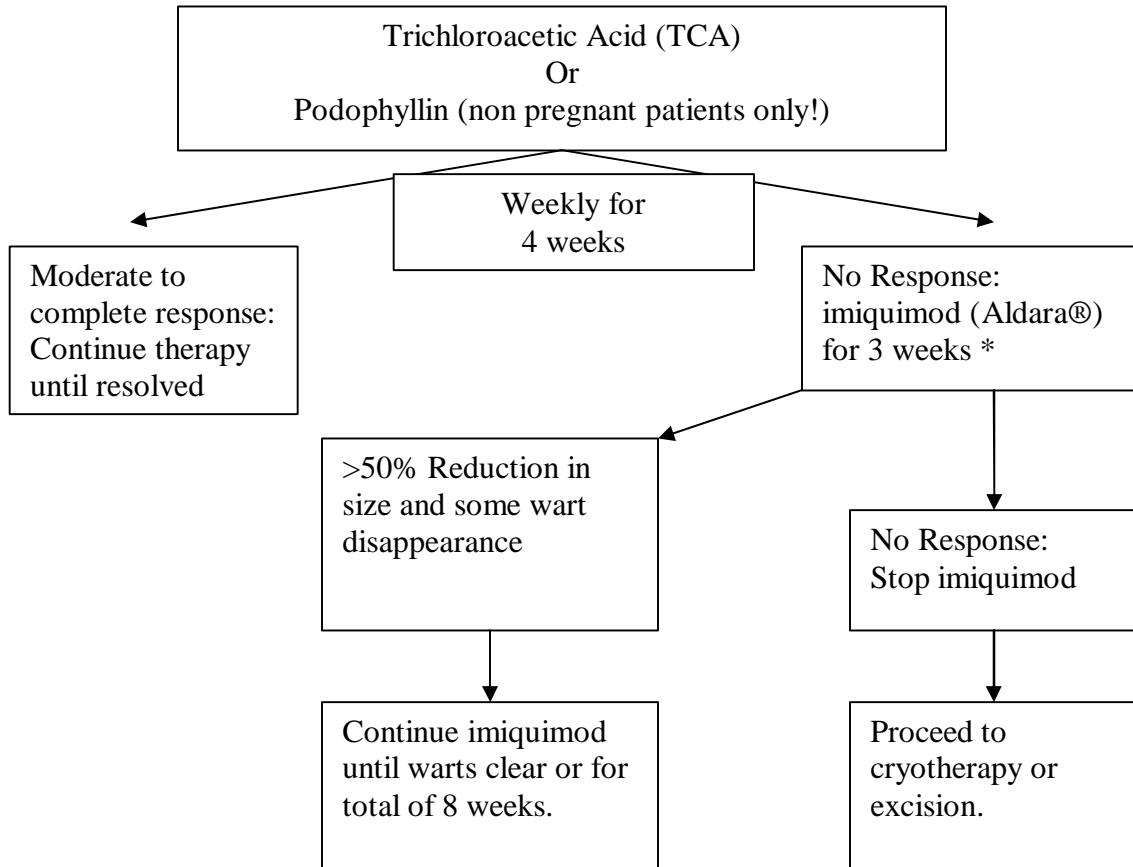 Trichloroacetic Acid (TCA)
Or
Podophyllin (non pregnant patients only!)
Weekly for
4 weeks
Moderate to
complete response:
Continue therapy
until resolved
No Response:
imiquimod (Aldara®)
for 3 weeks *
>50% Reduction in
size and some wart
disappearance
No Response:
Stop imiquimod
Continue imiquimod
until warts clear or for
total of 8 weeks.
Proceed to
cryotherapy or
excision.